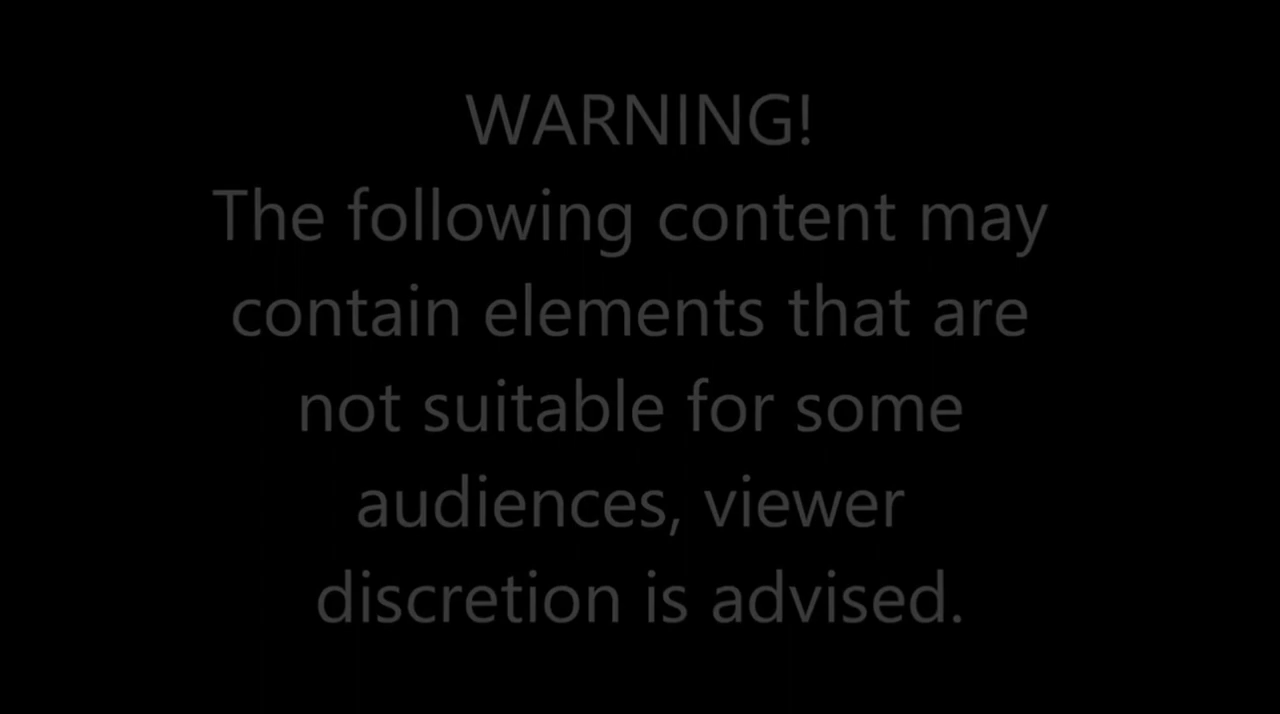 WARNING!
The following content may
contain elements that are
not suitable for some
audiences, viewer
discretion is advised.